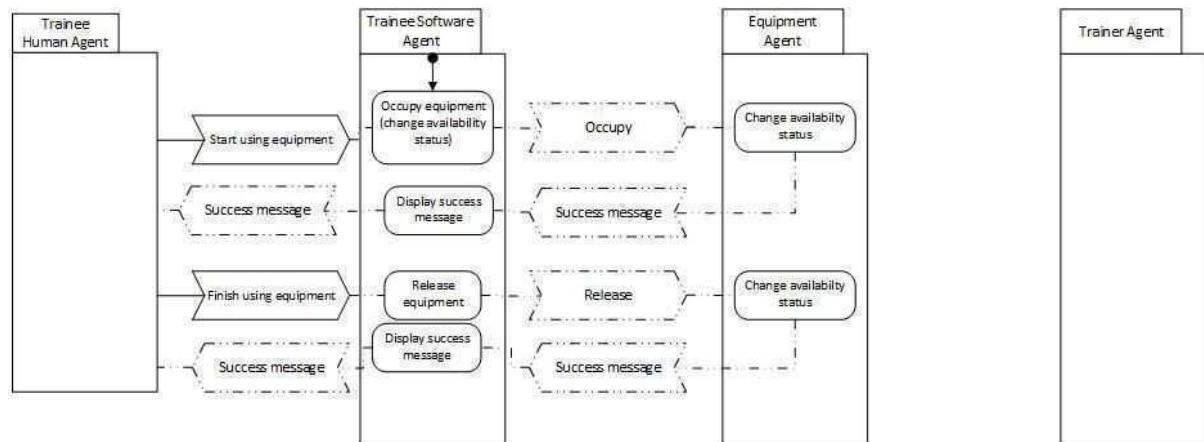 Trainee
Human Agent
Trainee Software
Agent
Equipment
Agent
Trainer Agent
Start using equipment
Occupy equipment
(change availability
status)
Occupy
Change availability
status
Success message
Display success
message
Success message
Finish using equipment
Release
equipment
Release
Change availabilty
status
Success message
Display success
message
Success message